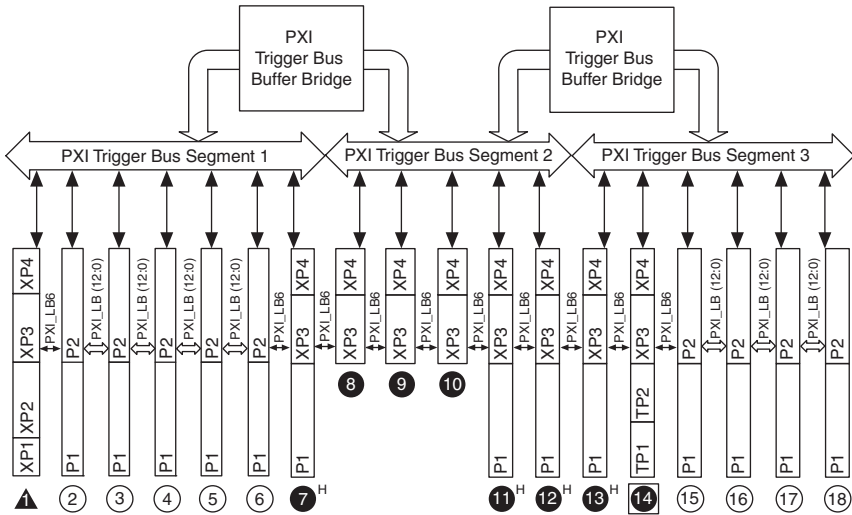 PXI
Trigger Bus
Buffer Bridge
PXI
Trigger Bus
Buffer Bridge
PXI Trigger Bus Segment 1
PXI Trigger Bus Segment 2
PXI Trigger Bus Segment 3
XP4
XP3
XP2
XP1
PXI_LB6
P2
P1
PXI_LB (12:0)
P2
P1
PXI_LB (12:0)
P2
P1
PXI_LB (12:0)
P2
P1
PXI_LB (12:0)
P2
P1
PXI_LB6
XP4
XP3
P1
PXI_LB6
XP4
XP3
PXI_LB6
XP4
XP3
PXI_LB6
XP4
XP3
PXI_LB6
XP4
XP3
P1
PXI_LB6
XP4
XP3
P1
PXI_LB6
XP4
XP3
P1
PXI_LB6
XP4
XP3
TP2
TP1
PXI_LB6
P2
P1
PXI_LB (12:0)
P2
P1
PXI_LB (12:0)
P2
P1
PXI_LB (12:0)
P2
P1
8 9 10
1 2 3 4 5 6 7 H 11 H 12 H 13 H 14 15 16 17 18